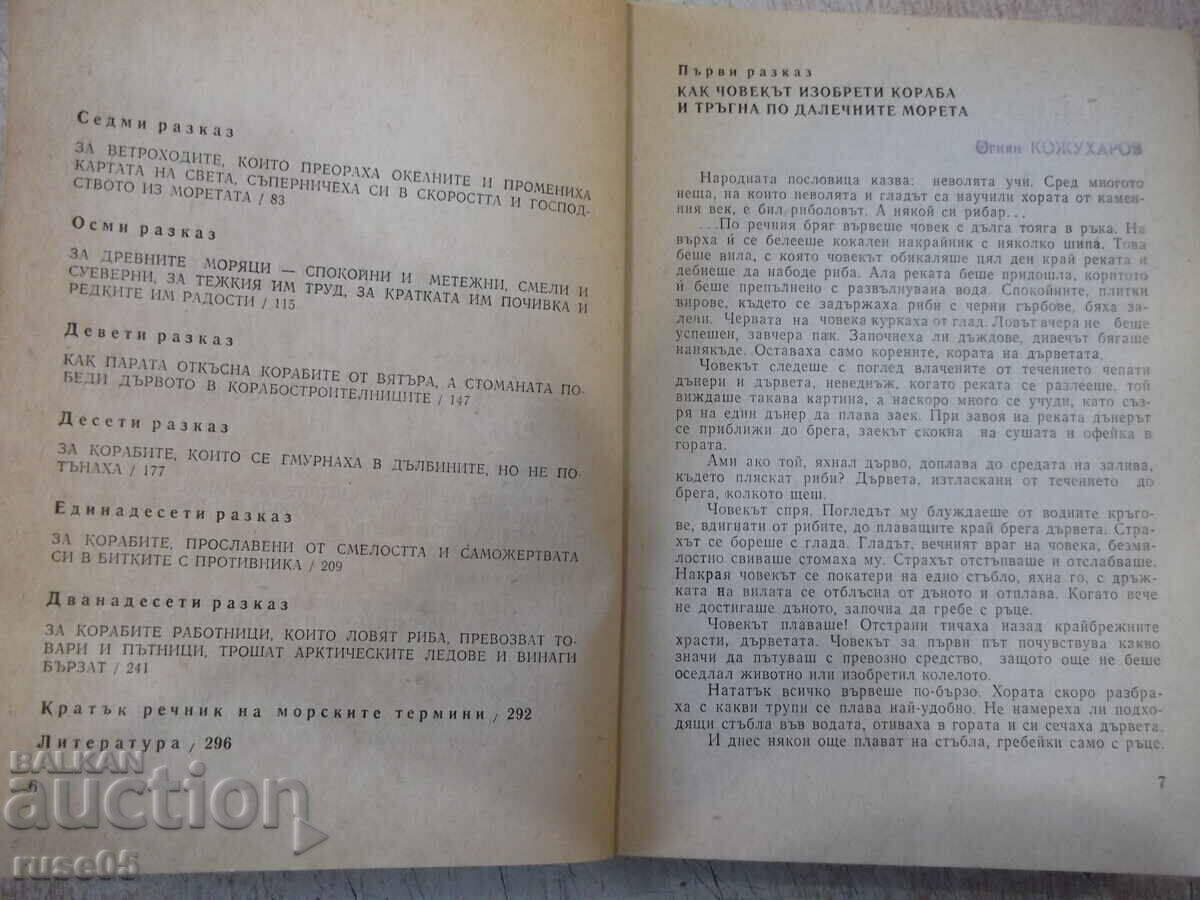 Седми разказ
ЗА ВЕТРОХОДИТЕ, КОИТО ПРЕОРАХА ОКЕАНИТЕ И ПРОМЕНИХА
КАРТАТА НА СВЕТА, СЪПЕРНИЧЕХА СИ В СКОРОСТТА И ГОСПОД-
СТВОТО ИЗ МОРЕТАТА / 83
Осми разказ
ЗА ДРЕВНИТЕ МОРЯЦИ — СПОКОЙНИ И МЕТЕЖНИ, СМЕЛИ И
СУЕВЕРНИ, ЗА ТЕЖКИЯ ИМ ТРУД, ЗА КРАТКАТА ИМ ПОЧИВКА И
РЕДКИТЕ ИМ РАДОСТИ / 115
Девети разказ
КАК ПАРАТА ОТКЪСНА КОРАБИТЕ ОТ ВЯТЪРА, А СТОМАНАТА ПО-
БЕДИ ДЪРВОТО В КОРАБОСТРОИТЕЛНИЦИТЕ / 147
Десети разказ
ЗА КОРАБИТЕ, КОИТО СЕ ГМУРНАХА В ДЪЛБИНИТЕ, НО НЕ ПО-
ТЪНАХА / 177
Единадесети разказ
ЗА КОРАБИТЕ, ПРОСЛАВЕНИ ОТ СМЕЛОСТТА И САМОЖЕРТВАТА
СИ В БИТКИТЕ С ПРОТИВНИКА / 209
Дванадесети разказ
ЗА КОРАБИТЕ РАБОТНИЦИ, КОИТО ЛОВЯТ РИБА, ПРЕВОЗВАТ ТО-
ВАРИ И ПЪТНИЦИ, ТРОШАТ АРКТИЧЕСКИТЕ ЛЕДОВЕ И ВИНАГИ
БЪРЗАТ / 241
Кратък речник на морските термини / 292
Литература / 296
6
Първи разказ
КАК ЧОВЕКЪТ ИЗОБРЕТИ КОРАБА
И ТРЪГНА ПО ДАЛЕЧНИТЕ МОРЕТА
Огнян КОЖУХАРОВ
Народната пословица казва: неволята учи. Сред многото
неща, на които неволята и гладът са научили хората от камен-
ния век, е бил риболовът. А някой си рибар...
...По речния бряг вървеше човек с дълга тояга в ръка. На
върха ѝ се белееше кокален накрайник с няколко шипа. Това
беше вила, с която човекът обикаляше цял ден край реката и
дебнеше да набоде риба. Ала реката беше придошла, коритото
ѝ беше препълнено с развълнувана вода. Спокойните, плитки
вирове, където се задържаха риби с черни гърбове, бяха за-
лени. Червата на човека куркаха от глад. Ловът вчера не беше
успешен, завчера пак. Започнеха ли дъждове, дивечът бягаше
нанякъде. Оставаха само корените, кората на дърветата.
Човекът следеше с поглед влачените от течението чепати
дънери и дървета, неведнъж, когато реката се разлееше, той
виждаше такава картина, а наскоро много се учуди, като съз-
ря на един дънер да плава заек. При завоя на реката дънерът
се приближи до брега, заекът скокна на сушата и офейка в
гората.
Ами ако той, яхнал дърво, доплава до средата на залива,
където пляскат риби? Дървета, изтласкани от течението до
брега, колкото щеш.
Човекът спря. Погледът му блуждаеше от водните кръго-
ве, вдигнати от рибите, до плаващите край брега дървета. Стра-
хът се бореше с глада. Гладът, вечният враг на човека, безми-
лостно свиваше стомаха му. Страхът отстъпваше и отслабваше.
Накрая човекът се покатери на едно стъбло, яхна го, с дръж-
ката на вилата се отблъсна от дъното и отплава. Когато вече
не достигаше дъното, започна да гребе с ръце.
Човекът плаваше! Отстрани тичаха назад крайбрежните
храсти, дърветата. Човекът за първи път почувствува какво
значи да пътуваш с превозно средство, защото още не беше
оседлал животно или изобретил колелото.
Нататък всичко вървеше по-бързо. Хората скоро разбра-
ха с какви трупи се плава най-удобно. Не намереха ли подхо-
дящи стъбла във водата, отиваха в гората и си сечаха дървета.
И днес някои още плават на стъбла, гребейки само с ръце.
7
BALKAN
auction
ruse05